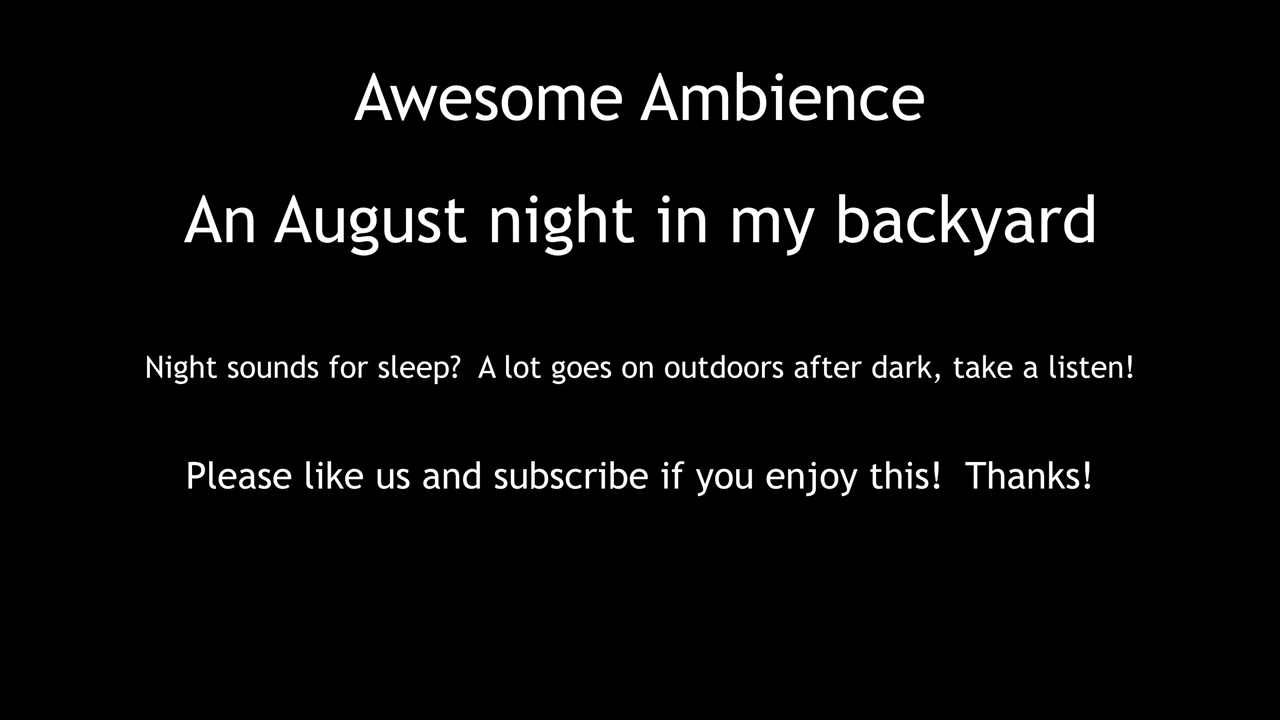 Awesome Ambience
An August night in my backyard
Night sounds for sleep?  A lot goes on outdoors after dark, take a listen!
Please like us and subscribe if you enjoy this!  Thanks!